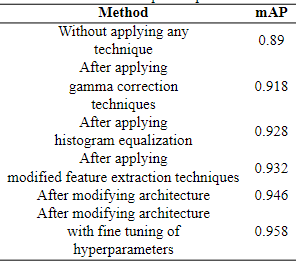 Method mAP
Without applying any
technique 0.89
After applying
gamma correction 0.918
techniques
After applying
histogram equalization 0.928
After applying
modified feature extraction techniques 0.932
After modifying architecture 0.946
After modifying architecture
with fine tuning of 0.958
hyperparameters